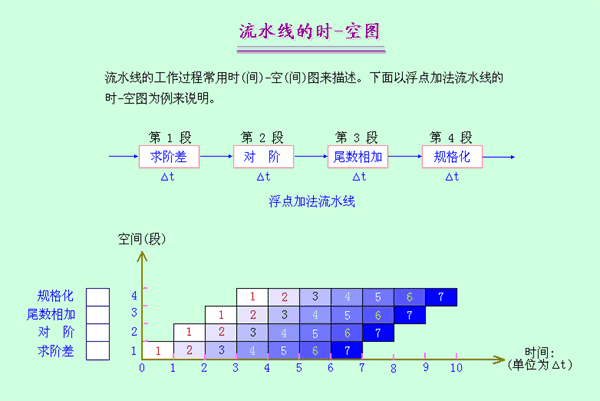 流水线的时-空图
流水线的工作过程常用时(间)-空(间)图来描述。下面以浮点加法流水线的
时-空图为例来说明。
第 1 段 第 2 段 第 3 段 第 4 段
求阶差 对 阶 尾数相加 规格化
Δt Δt Δt Δt
浮点加法流水线
空间(段)
规格化 4 1 2 3 4 5 6 7
尾数相加 3 1 2 3 4 5 6 7
对 阶 2 1 2 3 4 5 6 7
求阶差 1 1 2 3 4 5 6 7
0 1 2 3 4 5 6 7 8 9 10
时间:
(单位为Δt)